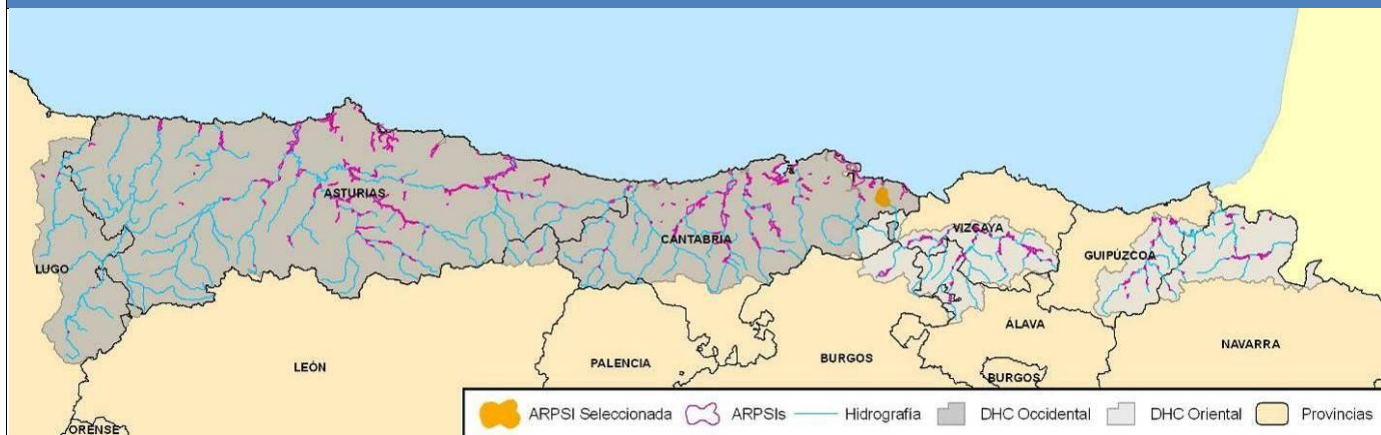 ASTURIAS
CANTABRIA
VIZCAYA
GUIPÚZCOA
LUGO
ÁLAVA
NAVARRA
LEÓN
PALENCIA
BURGOS
BURGOS
ORENSE
ARPSI Seleccionada ARPSIs Hidrografía DHC Occidental DHC Oriental Provincias